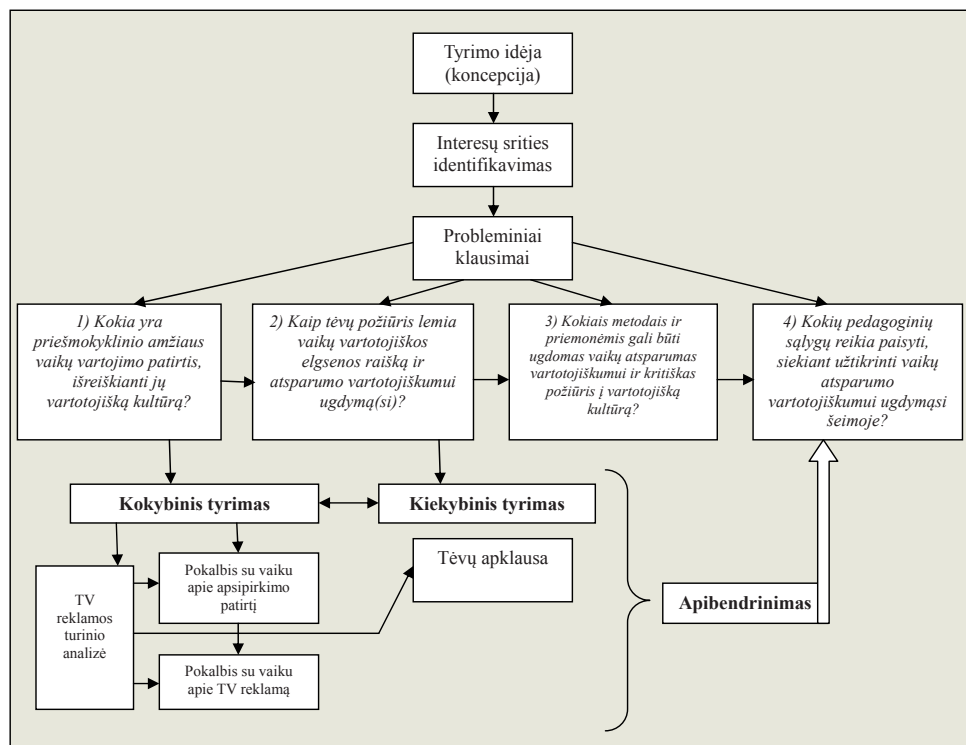 Tyrimo idėja
(koncepcija)
Interesų srities
identifikavimas
Probleminiai
klausimai
1) Kokia yra
priešmokyklinio amžiaus
vaikų vartojimo patirtis,
išreiškianti jų
vartotojišką kultūrą?
2) Kaip tėvų požiūris lemia
vaikų vartotojiškos
elgsenos raišką ir
atsparumo vartotojiškumui
ugdymą(si)?
3) Kokiais metodais ir
priemonėmis gali būti
ugdomas vaikų atsparumas
vartotojiškumui ir kritiškas
požiūris į vartotojišką
kultūrą?
4) Kokių pedagoginių
sąlygų reikia paisyti,
siekiant užtikrinti vaikų
atsparumo
vartotojiškumui ugdymąsi
šeimoje?
Kokybinis tyrimas
Kiekybinis tyrimas
TV
reklamos
turinio
analizė
Pokalbis su vaiku
apie apsipirkimo
patirtį
Tėvų apklausa
Pokalbis su vaiku
apie TV reklamą
Apibendrinimas